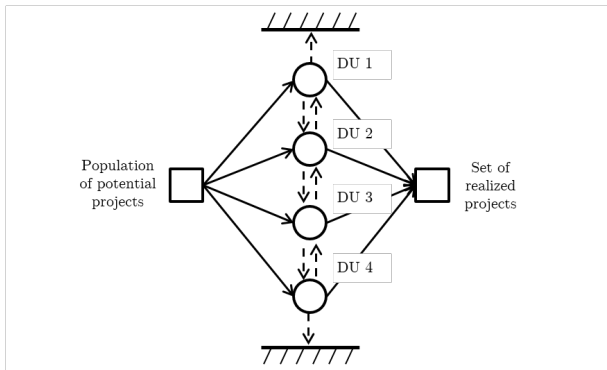 DU 1
DU 2
Population
of potential
projects
Set of
realized
projects
DU 3
DU 4